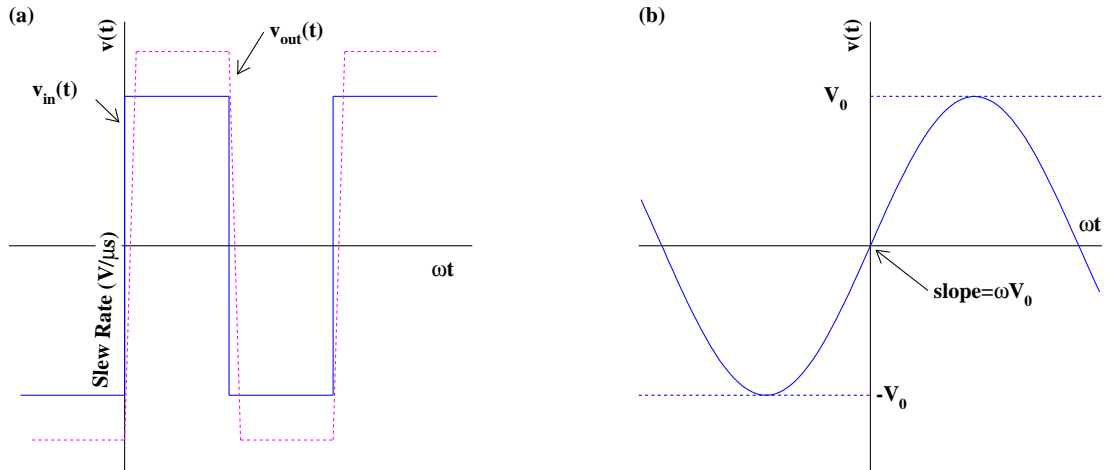 (a)
v(t)
v_out(t)
v_in(t)
Slew Rate (V/μs)
ωt
(b)
v(t)
V_0
ωt
slope=ωV_0
-V_0